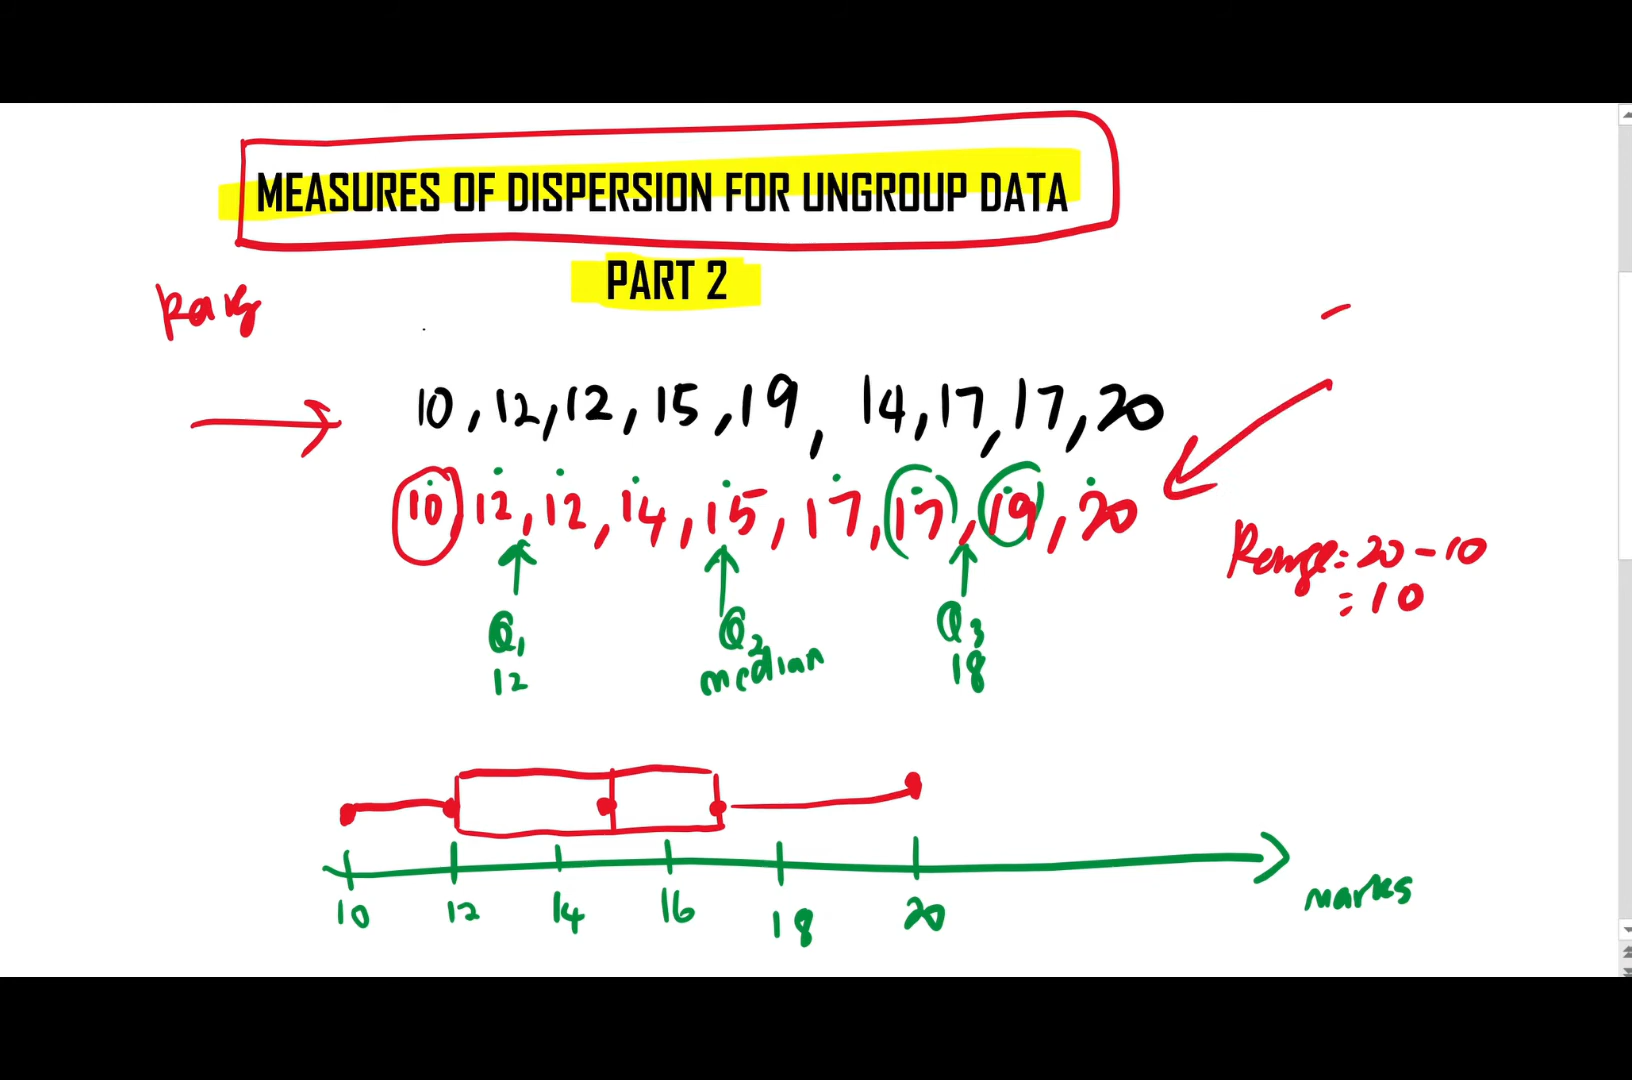 MEASURES OF DISPERSION FOR UNGROUP DATA
PART 2
10, 12, 12, 15, 19, 14, 17, 17, 20
10 12, 12, 14, 15, 17, 17, 19, 20
Range = 20 - 10
= 10
Q1 Q2 Q3
12 median 18
10 12 14 16 18 20
marks